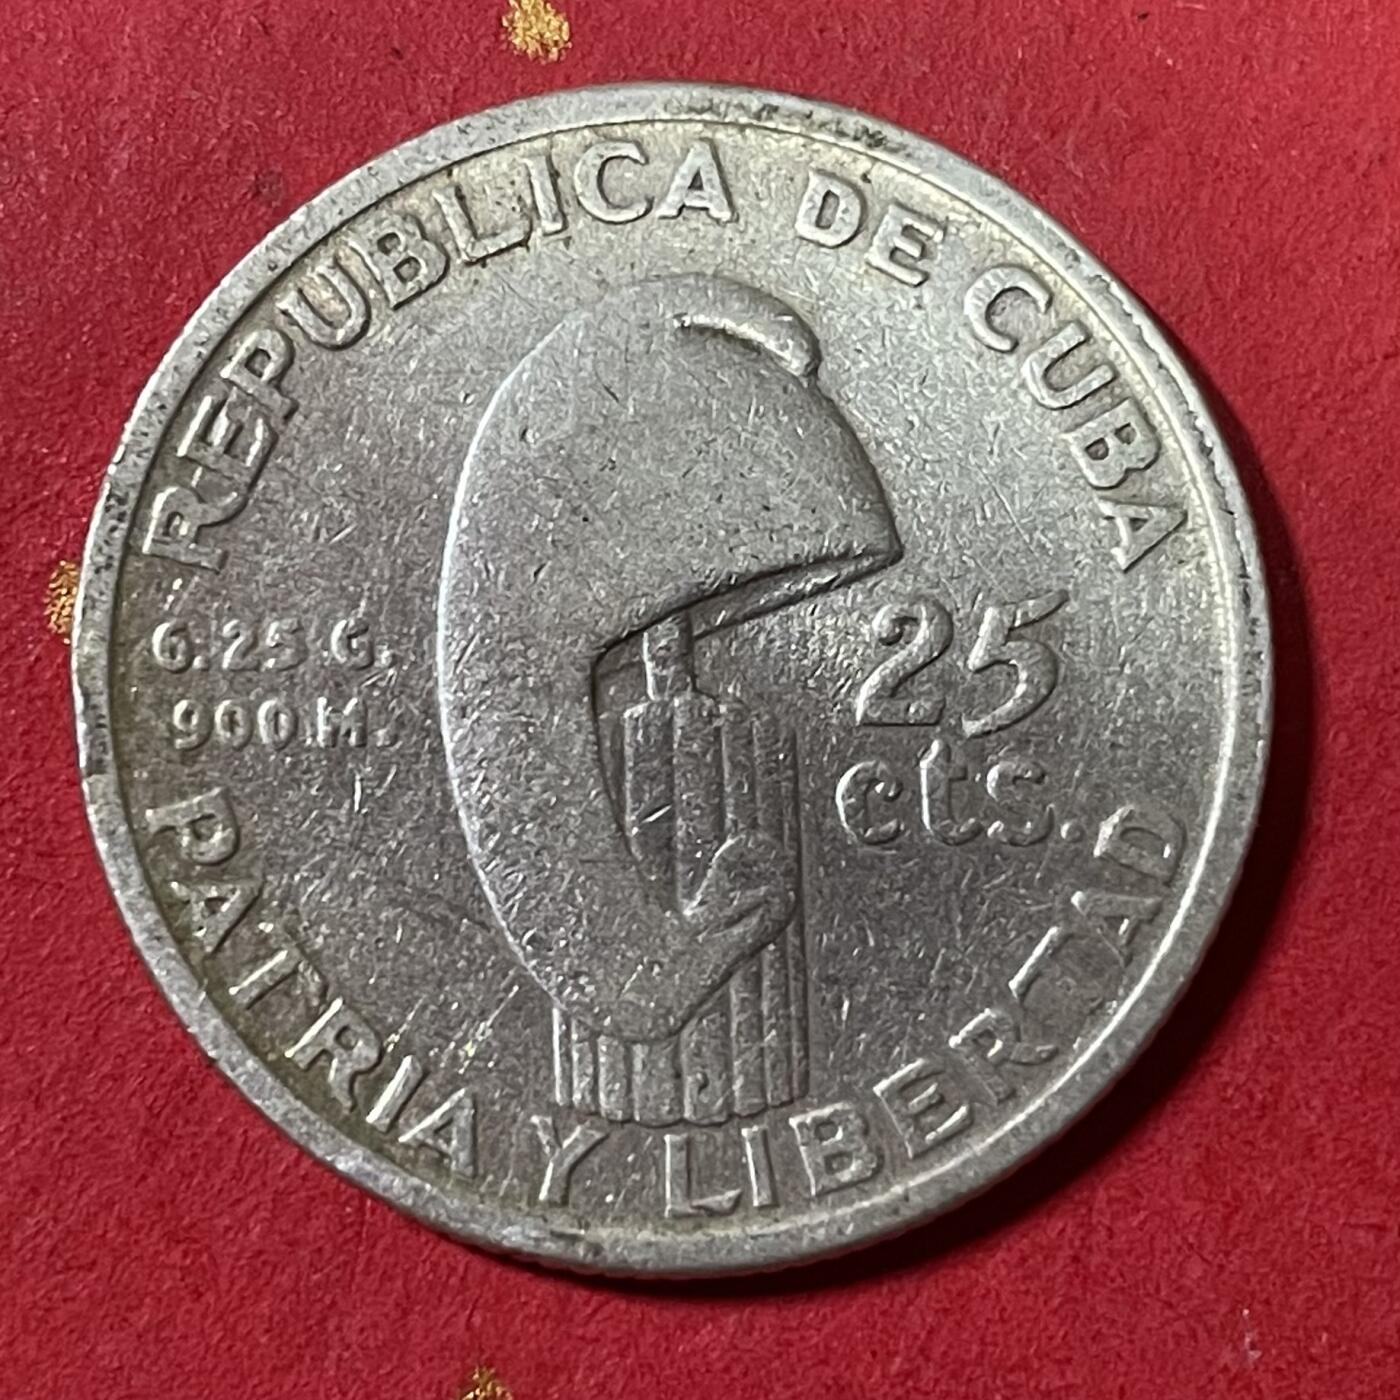 REPUBLICA DE CUBA
25
cts.
6.25.G.
900.M.
PATRIA Y LIBERTAD